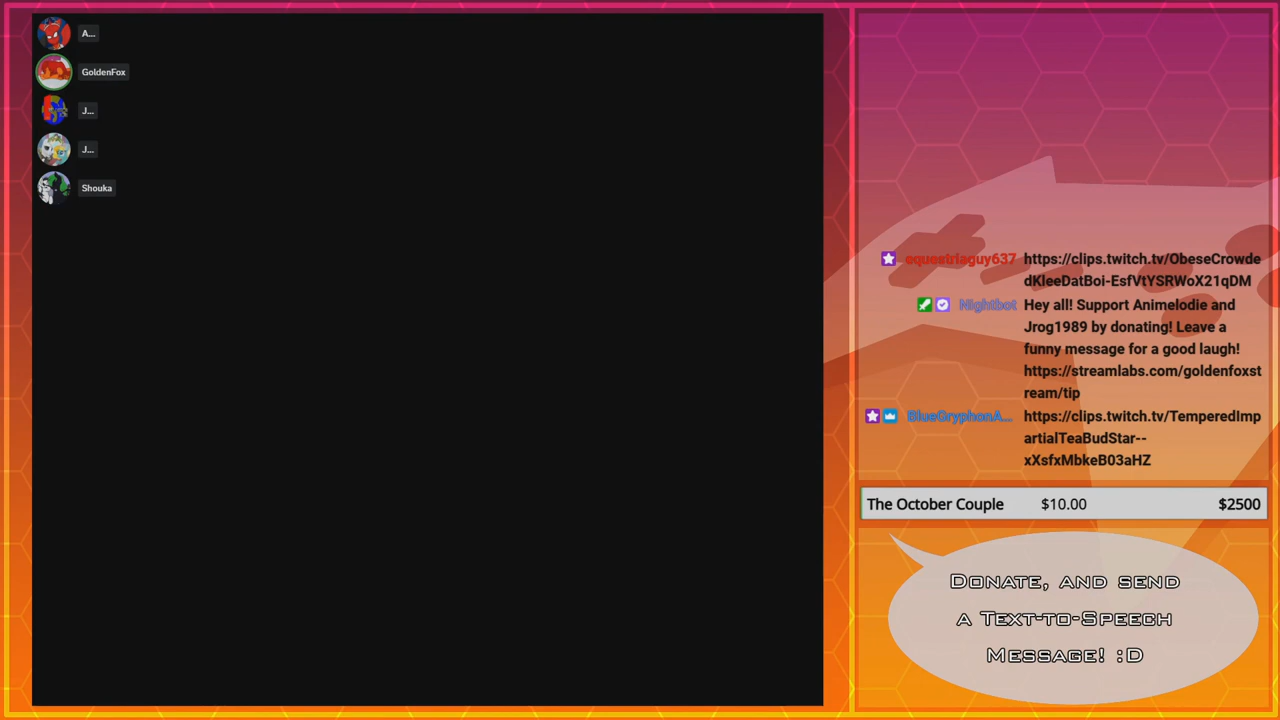 A...
GoldenFox
J...
J...
Shouka
equestriaguy637 https://clips.twitch.tv/ObeseCrowde
dKleeDatBoi-EsfVtYSRWoX21qDM
Nightbot Hey all! Support Animelodie and
Jrog1989 by donating! Leave a
funny message for a good laugh!
https://streamlabs.com/goldenfoxst
ream/tip
BlueGryphonA... https://clips.twitch.tv/TemperedImp
artialTeaBudStar--
xXsfxMbkeB03aHZ
The October Couple $10.00 $2500
Donate, and send
a Text-to-Speech
Message! :D